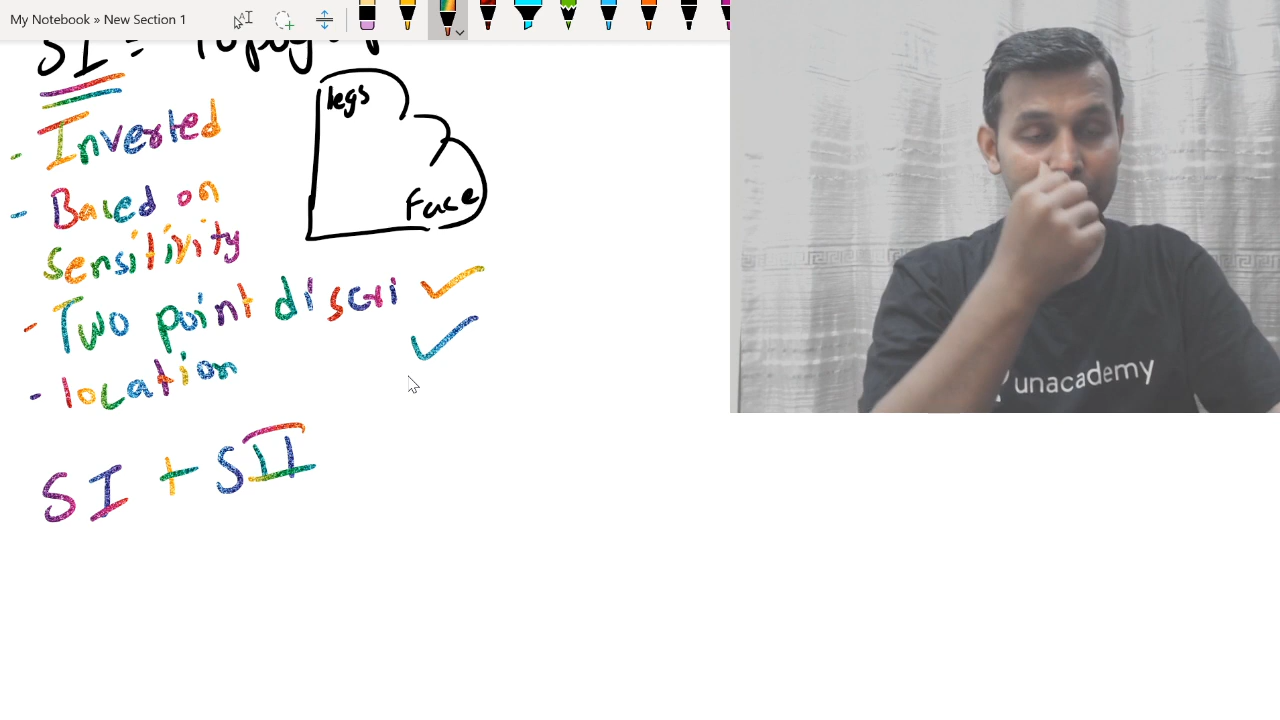 My Notebook » New Section 1
SI =
legs
- Inverted
- Based on
sensitivity
Face
- Two point discri ✓
✓
- location
SI + SII
unacademy